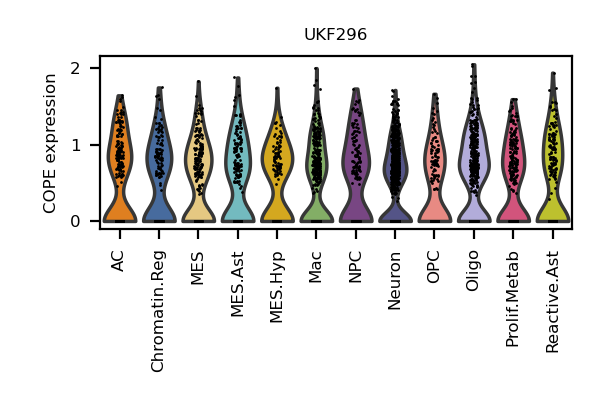 UKF296
COPE expression
2
1
0
AC
Chromatin.Reg
MES
MES.Ast
MES.Hyp
Mac
NPC
Neuron
OPC
Oligo
Prolif.Metab
Reactive.Ast